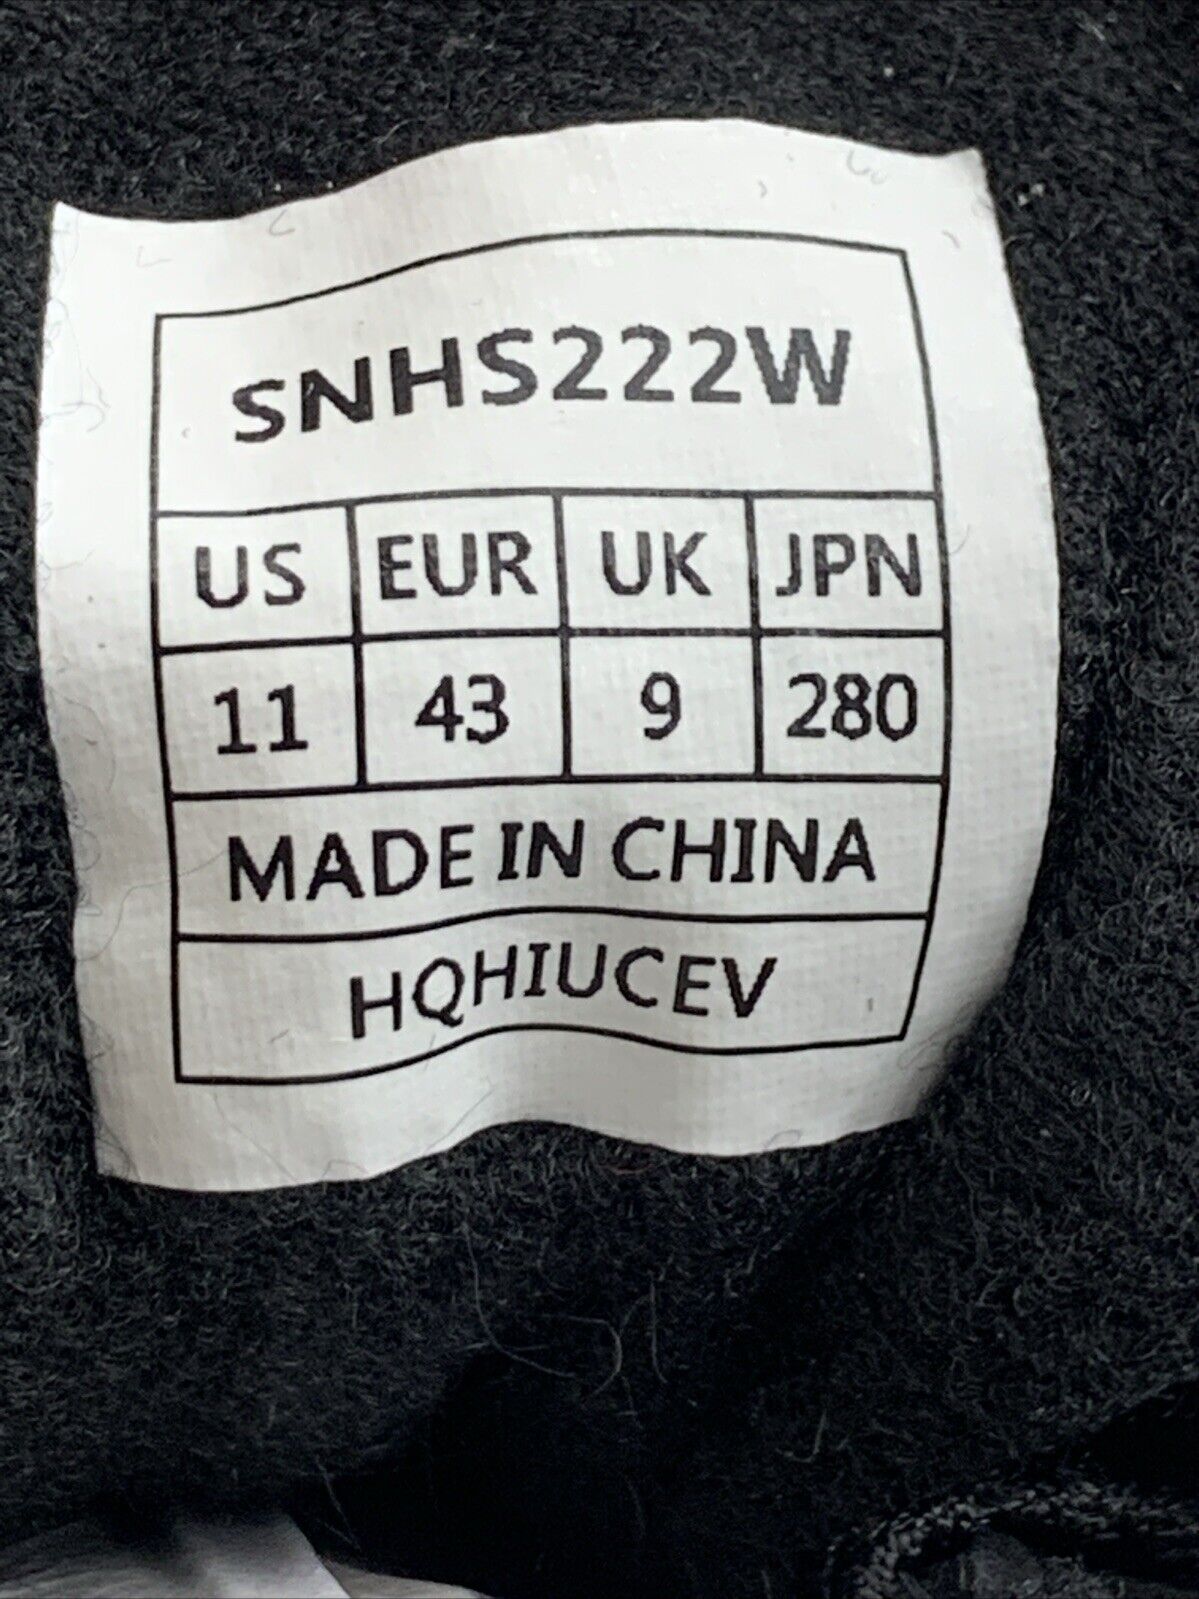 SNHS222W
US EUR UK JPN
11 43 9 280
MADE IN CHINA
HQHIUCEV